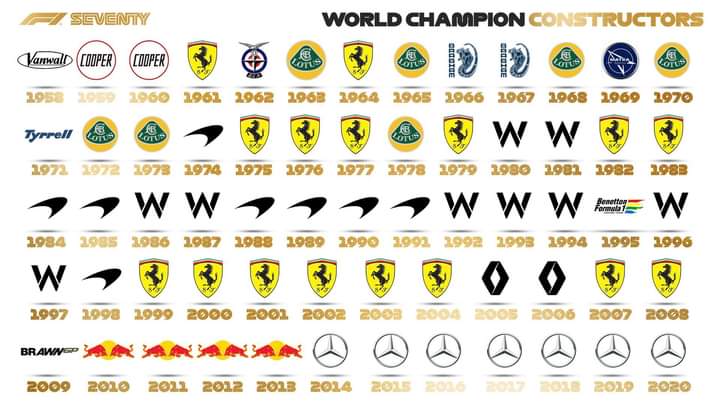 F1 SEVENTY
WORLD CHAMPION CONSTRUCTORS
Vanwall COOPER COOPER LOTUS LOTUS BRABHAM BRABHAM LOTUS MATRA LOTUS
1958 1959 1960 1961 1962 1963 1964 1965 1966 1967 1968 1969 1970
Tyrrell LOTUS LOTUS LOTUS
1971 1972 1973 1974 1975 1976 1977 1978 1979 1980 1981 1982 1983
Benetton
Formula 1
1984 1985 1986 1987 1988 1989 1990 1991 1992 1993 1994 1995 1996
1997 1998 1999 2000 2001 2002 2003 2004 2005 2006 2007 2008
BRAWN GP
2009 2010 2011 2012 2013 2014 2015 2016 2017 2018 2019 2020